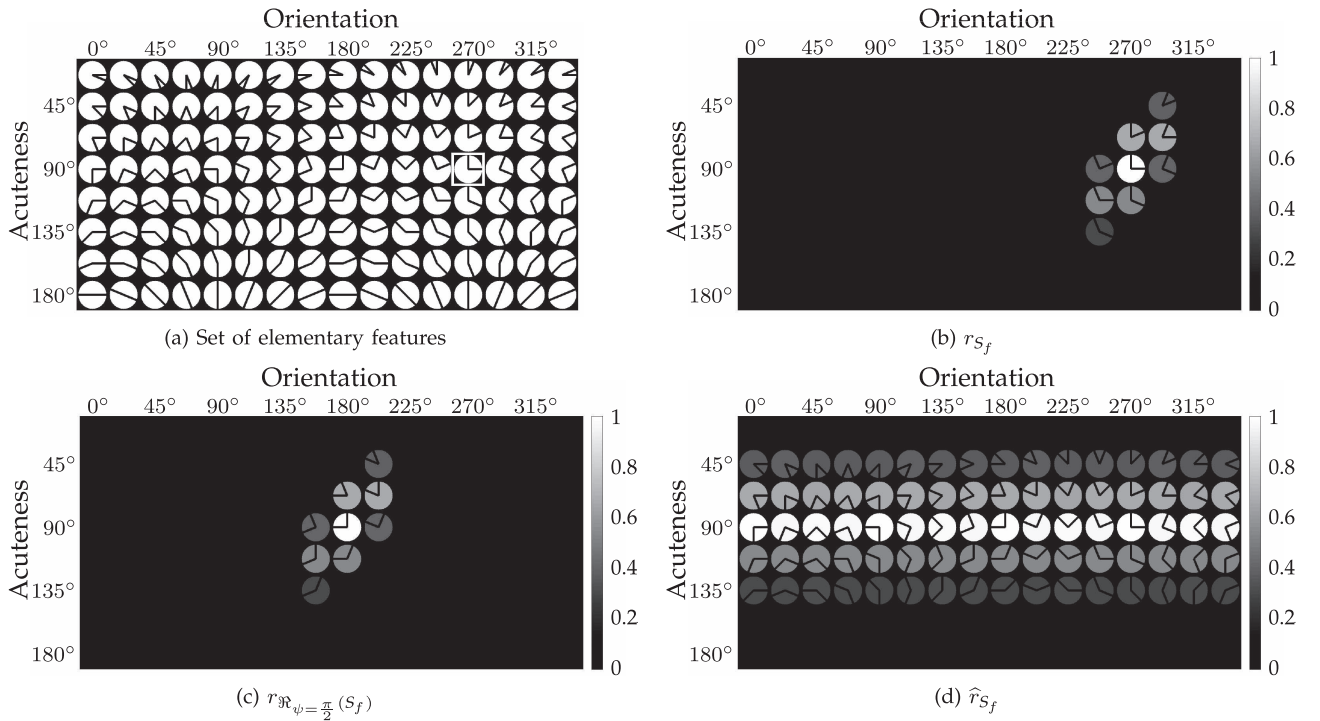 Orientation
0° 45° 90° 135° 180° 225° 270° 315°
Acuteness
45°
90°
135°
180°
(a) Set of elementary features
Orientation
0° 45° 90° 135° 180° 225° 270° 315°
Acuteness
45°
90°
135°
180°
1
0.8
0.6
0.4
0.2
0
(b) r_{S_f}
Orientation
0° 45° 90° 135° 180° 225° 270° 315°
Acuteness
45°
90°
135°
180°
1
0.8
0.6
0.4
0.2
0
(c) r_{ℜ_{ψ=\frac{π}{2}}(S_f)}
Orientation
0° 45° 90° 135° 180° 225° 270° 315°
Acuteness
45°
90°
135°
180°
1
0.8
0.6
0.4
0.2
0
(d) \hat{r}_{S_f}